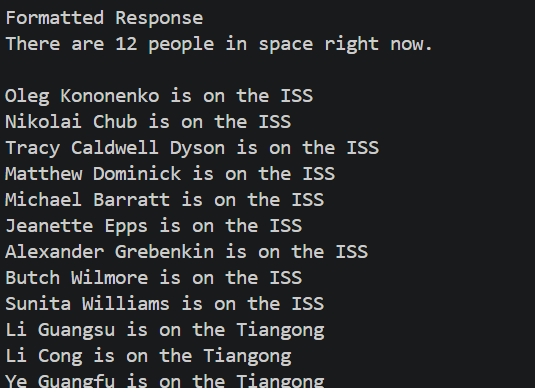 Formatted Response
There are 12 people in space right now.
Oleg Kononenko is on the ISS
Nikolai Chub is on the ISS
Tracy Caldwell Dyson is on the ISS
Matthew Dominick is on the ISS
Michael Barratt is on the ISS
Jeanette Epps is on the ISS
Alexander Grebenkin is on the ISS
Butch Wilmore is on the ISS
Sunita Williams is on the ISS
Li Guangsu is on the Tiangong
Li Cong is on the Tiangong
Ye Guangfu is on the Tiangong